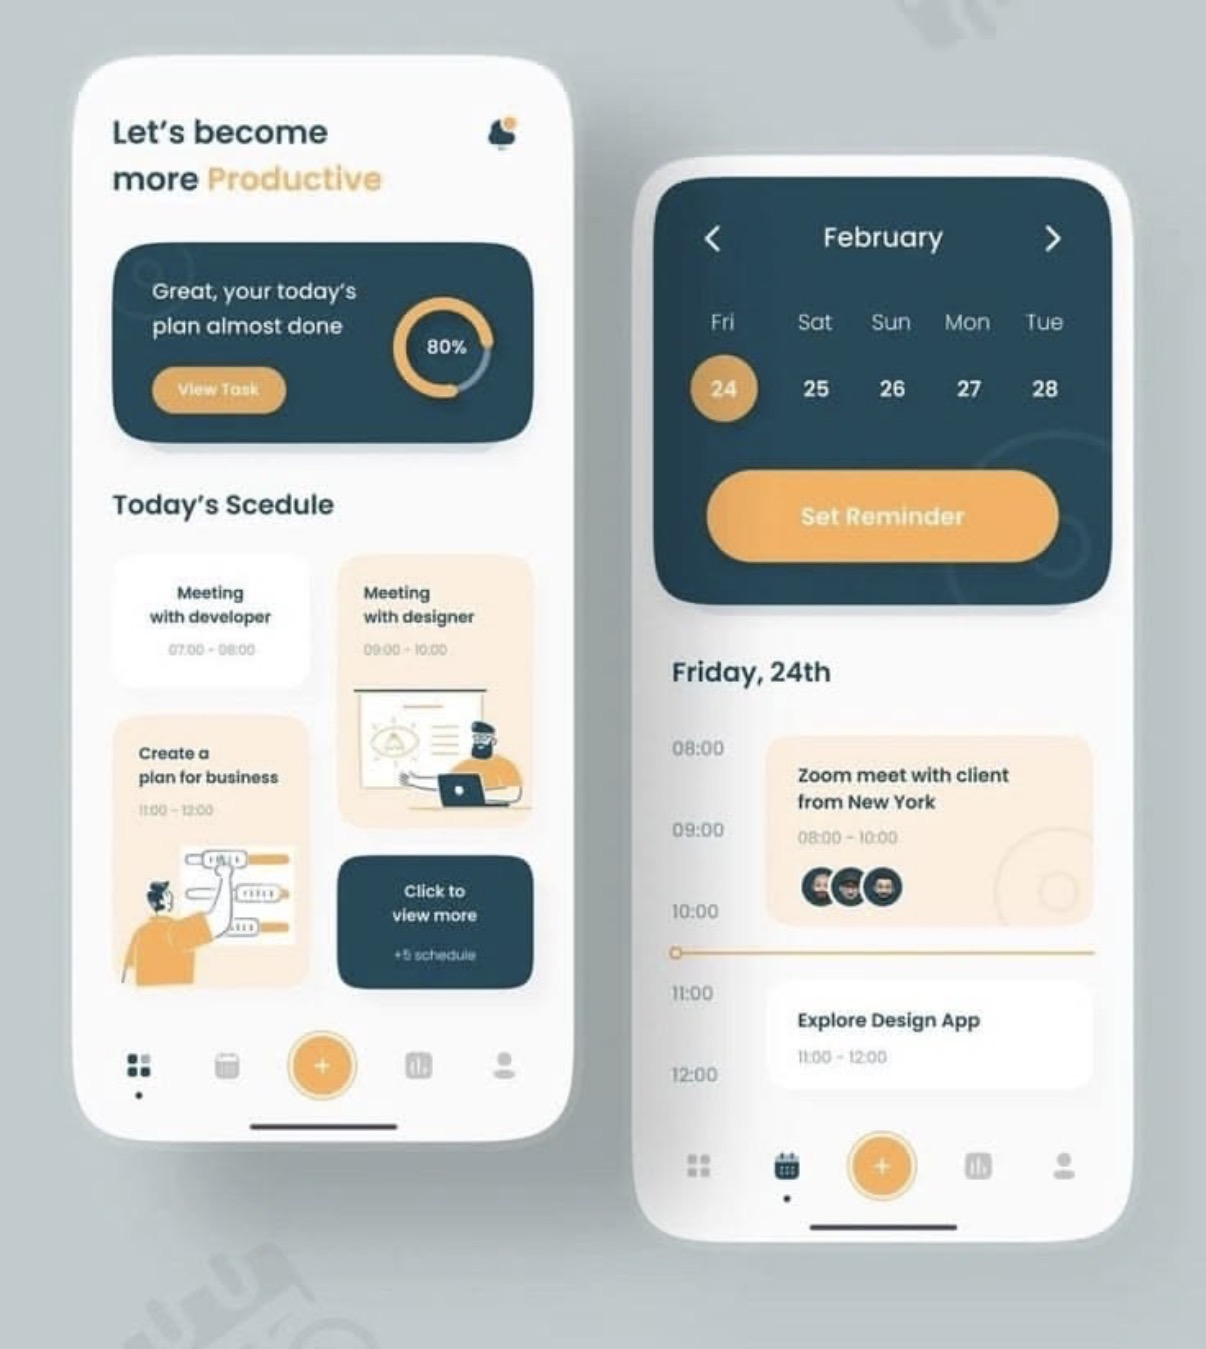 Let's become
more Productive
Great, your today's
plan almost done
80%
View Task
Today's Scedule
Meeting
with developer
07:00 - 08:00
Meeting
with designer
09:00 - 10:00
Create a
plan for business
11:00 - 12:00
Click to
view more
+5 schedule
+
February
Fri Sat Sun Mon Tue
24 25 26 27 28
Set Reminder
Friday, 24th
08:00
Zoom meet with client
from New York
09:00
08:00 - 10:00
10:00
11:00
Explore Design App
11:00 - 12:00
12:00
+